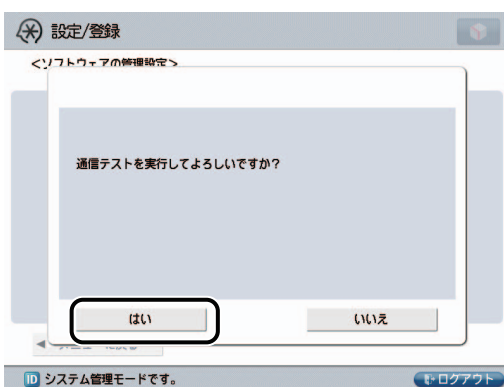 設定/登録
<ソフトウェアの管理設定>
通信テストを実行してよろしいですか?
はい
いいえ
ID システム管理モードです。
ログアウト